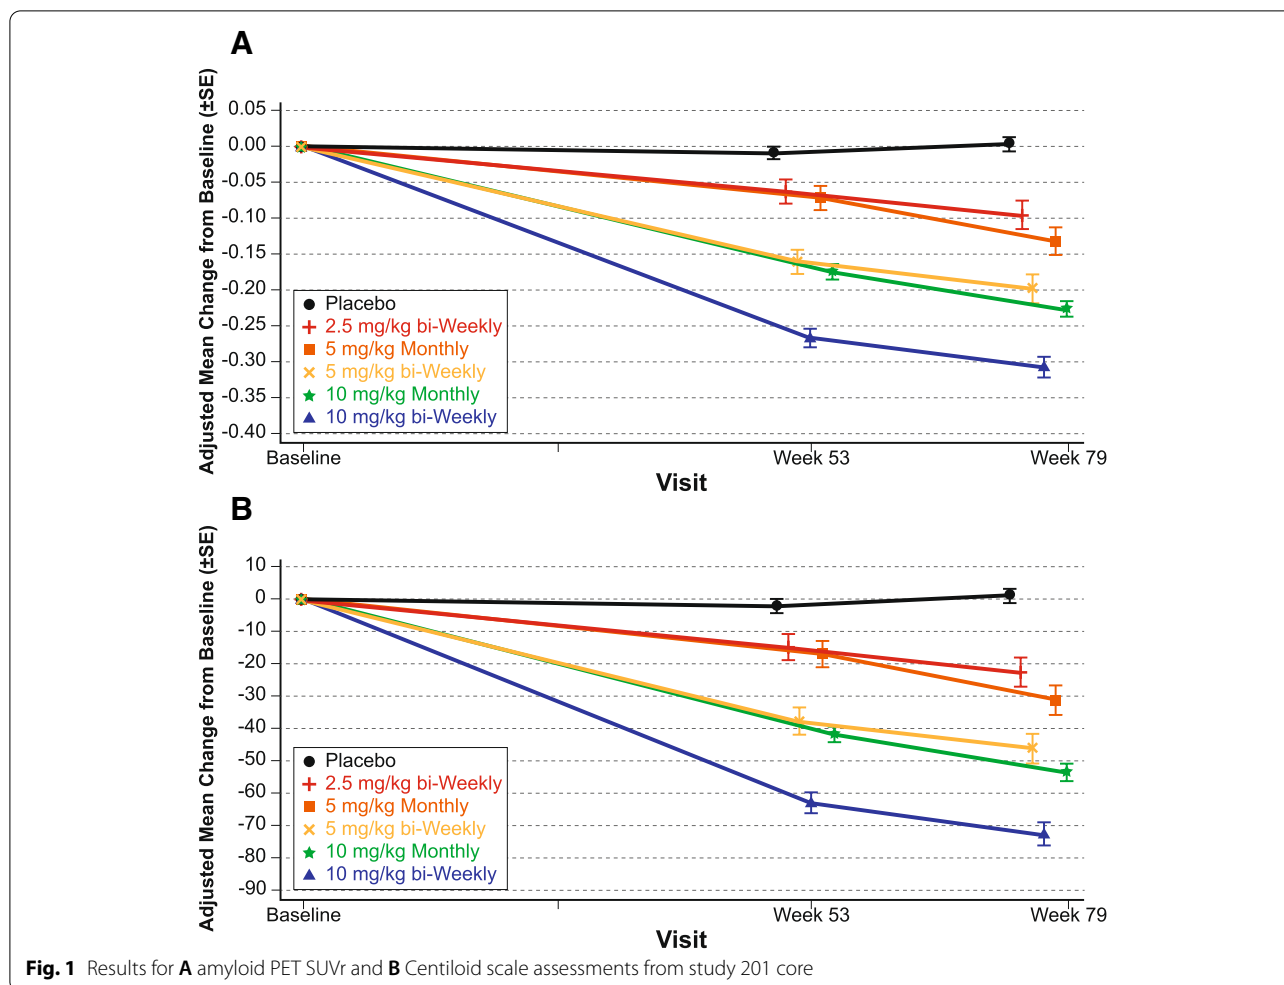 A
Adjusted Mean Change from Baseline (±SE)
0.05
0.00
-0.05
-0.10
-0.15
-0.20
-0.25
-0.30
-0.35
-0.40
Placebo
2.5 mg/kg bi-Weekly
5 mg/kg Monthly
5 mg/kg bi-Weekly
10 mg/kg Monthly
10 mg/kg bi-Weekly
Baseline Week 53 Week 79
Visit
B
Adjusted Mean Change from Baseline (±SE)
10
0
-10
-20
-30
-40
-50
-60
-70
-80
-90
Placebo
2.5 mg/kg bi-Weekly
5 mg/kg Monthly
5 mg/kg bi-Weekly
10 mg/kg Monthly
10 mg/kg bi-Weekly
Baseline Week 53 Week 79
Visit
Fig. 1 Results for A amyloid PET SUVr and B Centiloid scale assessments from study 201 core